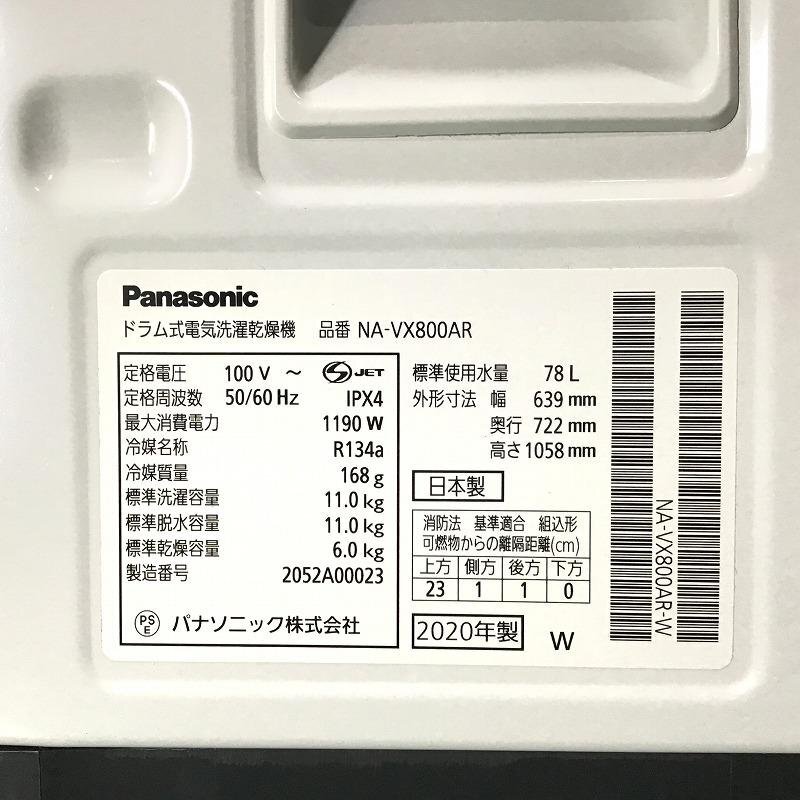 Panasonic
ドラム式電気洗濯乾燥機 品番 NA-VX800AR
定格電圧 100 V ～ S JET
定格周波数 50/60 Hz IPX4
最大消費電力 1190 W
冷媒名称 R134a
冷媒質量 168 g
標準洗濯容量 11.0 kg
標準脱水容量 11.0 kg
標準乾燥容量 6.0 kg
製造番号 2052A00023
PS E パナソニック株式会社
標準使用水量 78 L
外形寸法 幅 639 mm
奥行 722 mm
高さ 1058 mm
日本製
消防法 基準適合 組込形
可燃物からの離隔距離(cm)
上方 側方 後方 下方
23 1 1 0
2020年製 W
NA-VX800AR-W